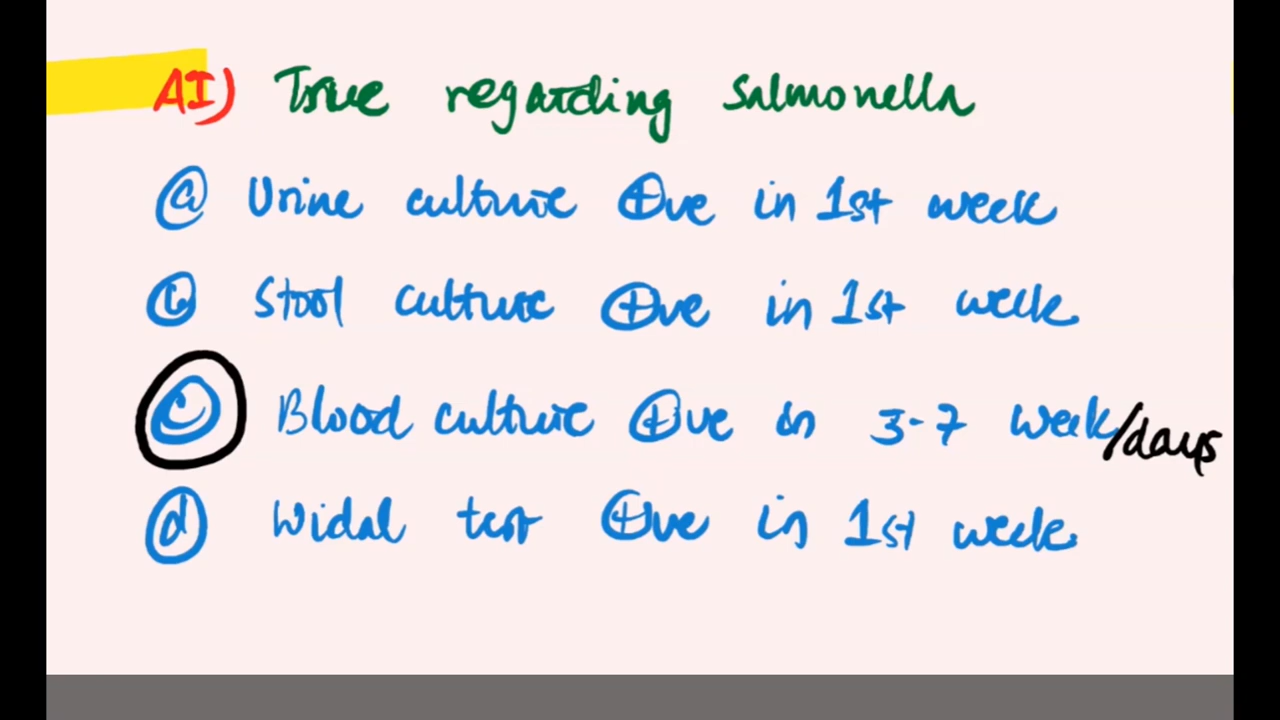 AI) True regarding Salmonella
ⓐ Urine culture ⊕ve in 1st week
ⓑ Stool culture ⊕ve in 1st week
ⓒ Blood culture ⊕ve in 3-7 week/days
ⓓ Widal test ⊕ve in 1st week